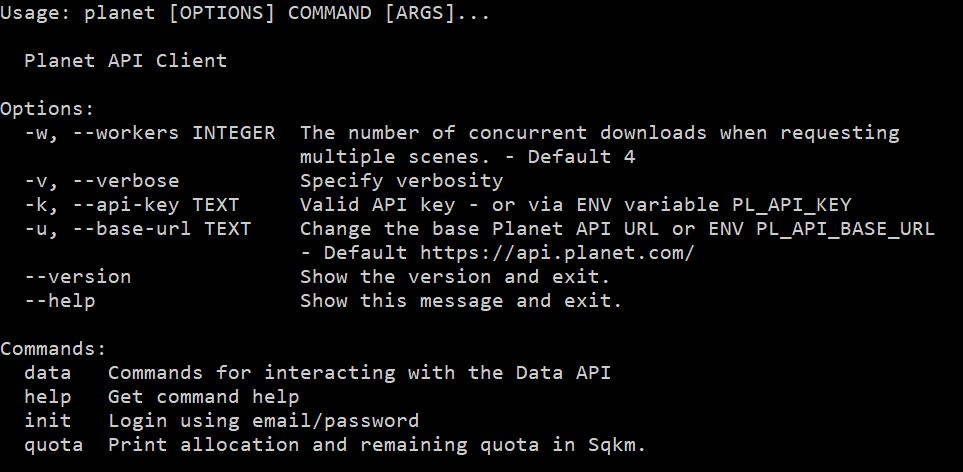 Usage: planet [OPTIONS] COMMAND [ARGS]...
Planet API Client
Options:
-w, --workers INTEGER  The number of concurrent downloads when requesting
multiple scenes. - Default 4
-v, --verbose          Specify verbosity
-k, --api-key TEXT     Valid API key - or via ENV variable PL_API_KEY
-u, --base-url TEXT    Change the base Planet API URL or ENV PL_API_BASE_URL
- Default https://api.planet.com/
--version              Show the version and exit.
--help                 Show this message and exit.
Commands:
data   Commands for interacting with the Data API
help   Get command help
init   Login using email/password
quota  Print allocation and remaining quota in Sqkm.